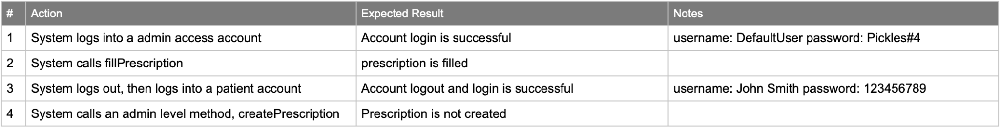 # Action Expected Result Notes
1 System logs into a admin access account Account login is successful username: DefaultUser password: Pickles#4
2 System calls fillPrescription prescription is filled
3 System logs out, then logs into a patient account Account logout and login is successful username: John Smith password: 123456789
4 System calls an admin level method, createPrescription Prescription is not created